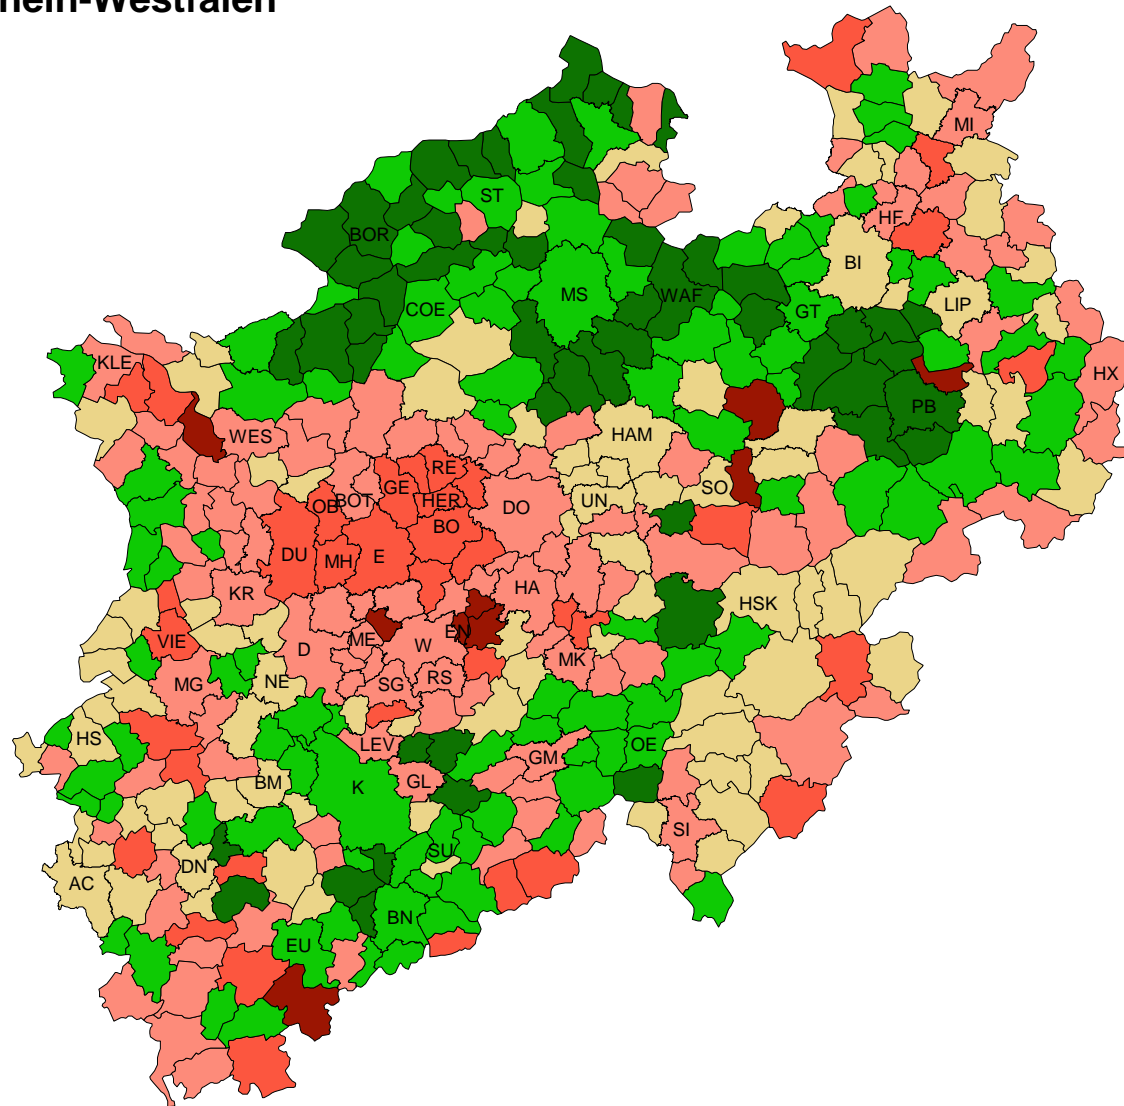 hein-Westfalen
MI
ST
HF
BOR
BI
MS
WAF
COE
LIP
GT
KLE
HX
PB
WES
HAM
RE
GE
SO
OB
BOT
HER
UN
DO
BO
DU
MH
E
HA
KR
HSK
EN
VIE
ME
W
D
MK
MG
NE
SG
RS
HS
LEV
OE
GM
BM
GL
K
SI
SU
DN
AC
BN
EU